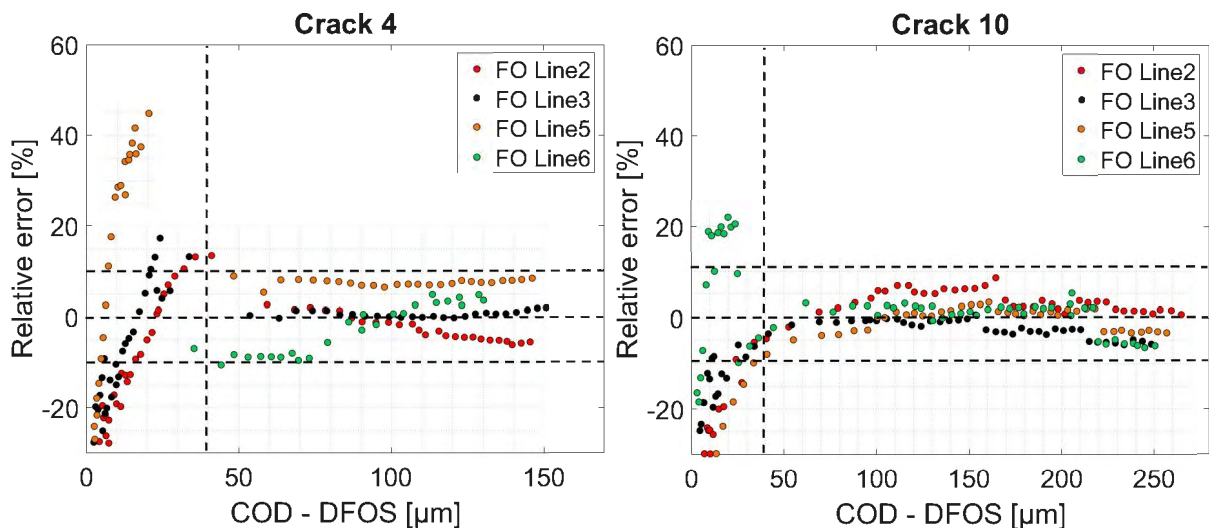 Crack 4
60
40
20
0
-20
Relative error [%]
0
50
100
150
COD - DFOS [µm]
FO Line2
FO Line3
FO Line5
FO Line6
Crack 10
60
40
20
0
-20
Relative error [%]
0
50
100
150
200
250
COD - DFOS [µm]
FO Line2
FO Line3
FO Line5
FO Line6